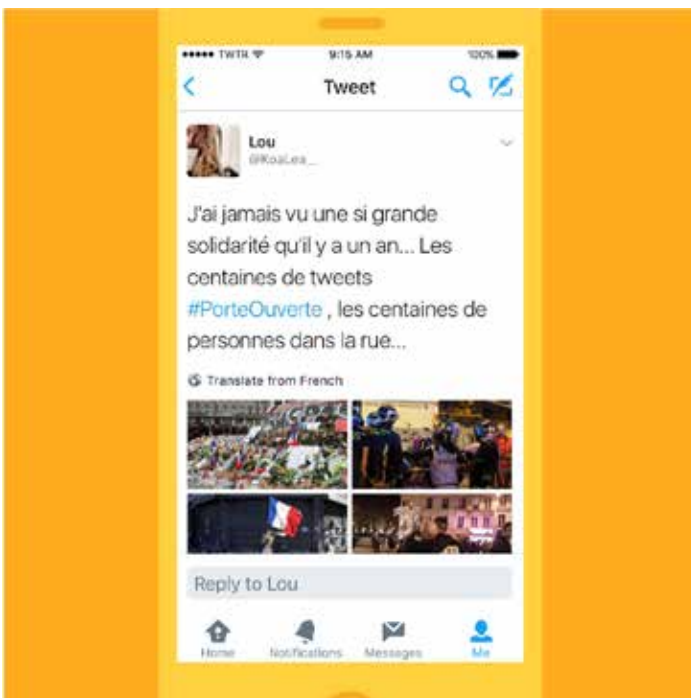 TWTR 9:15 AM 100%
Tweet
Lou
@KoaLea_
J'ai jamais vu une si grande
solidarité qu'il y a un an... Les
centaines de tweets
#PorteOuverte , les centaines de
personnes dans la rue...
Translate from French
Reply to Lou
Home Notifications Messages Me